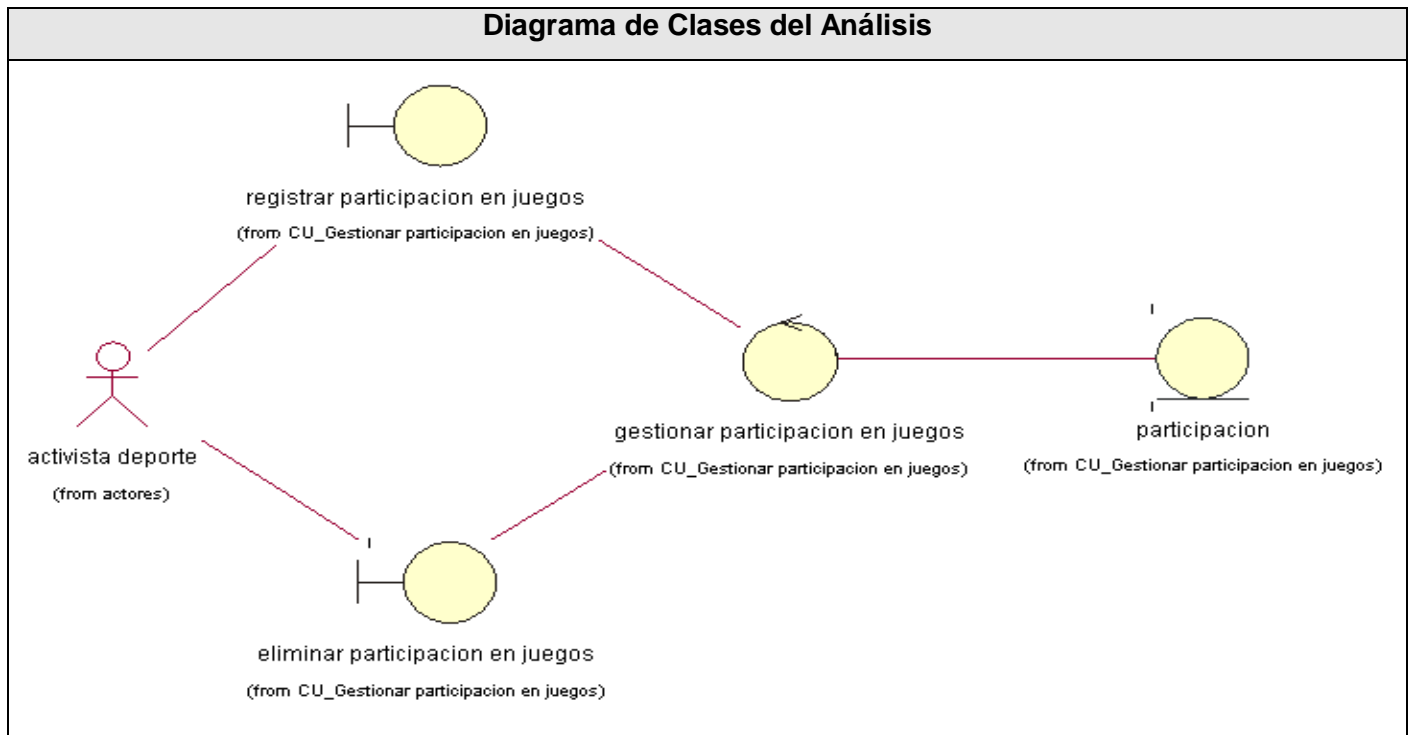 Diagrama de Clases del Análisis
registrar participacion en juegos
(from CU_Gestionar participacion en juegos)
gestionar participacion en juegos
(from CU_Gestionar participacion en juegos)
participacion
(from CU_Gestionar participacion en juegos)
activista deporte
(from actores)
eliminar participacion en juegos
(from CU_Gestionar participacion en juegos)